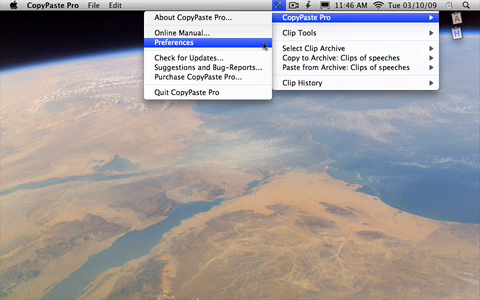 CopyPaste Pro File Edit 11:46 AM Tue 03/10/09
About CopyPaste Pro...
Online Manual...
Preferences
Check for Updates...
Suggestions and Bug-Reports...
Purchase CopyPaste Pro...
Quit CopyPaste Pro
CopyPaste Pro
Clip Tools
Select Clip Archive
Copy to Archive: Clips of speeches
Paste from Archive: Clips of speeches
Clip History
A
H